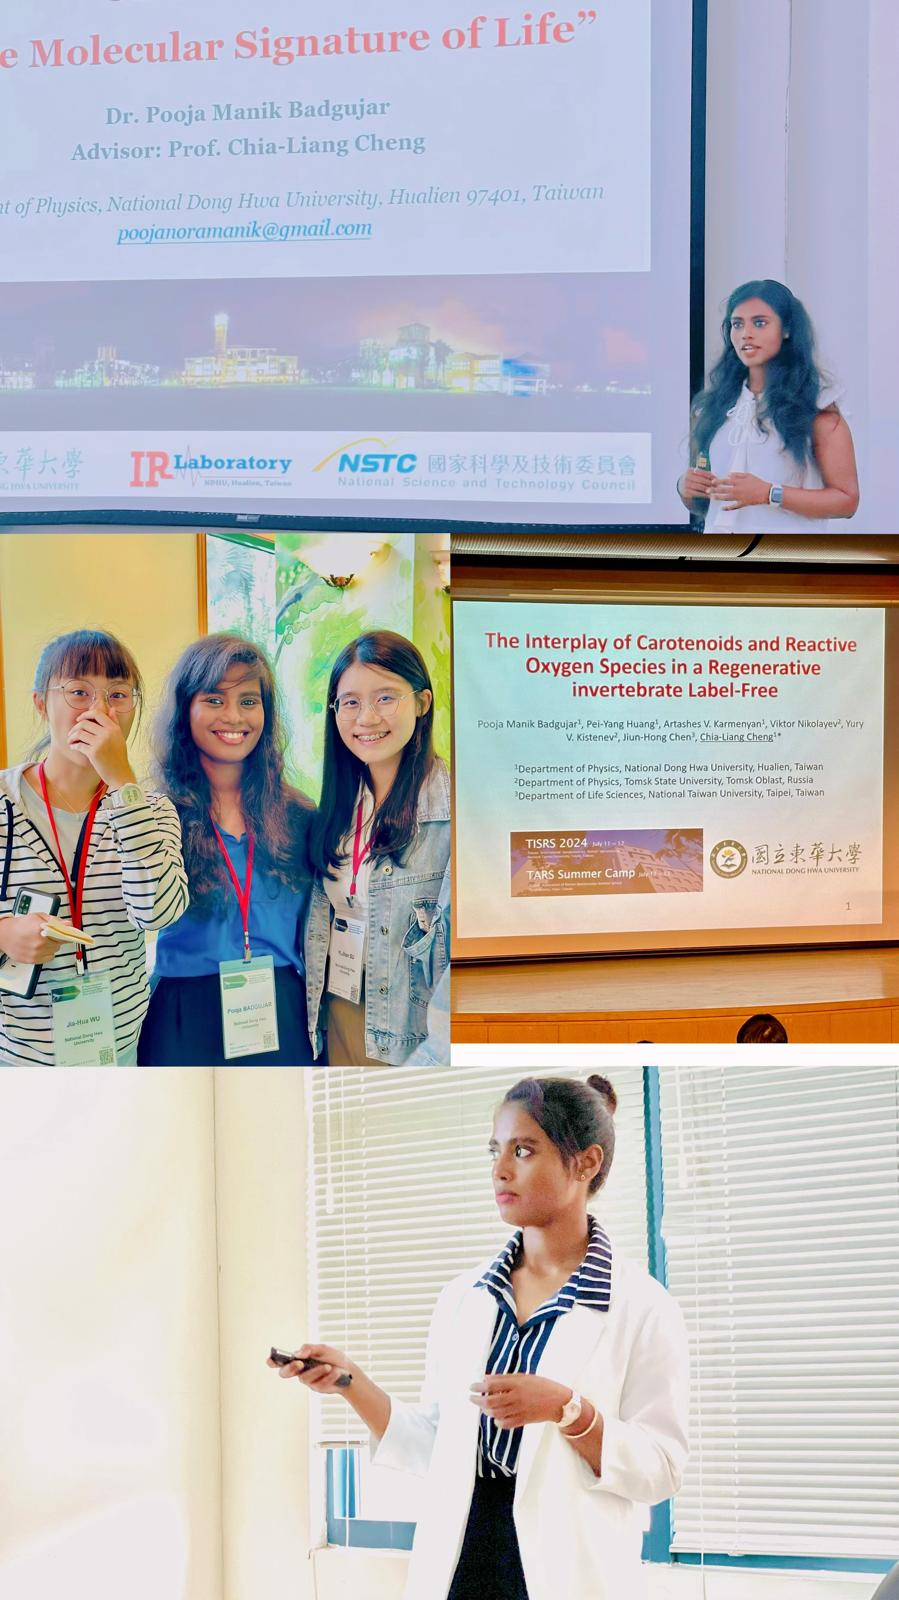 e Molecular Signature of Life”
Dr. Pooja Manik Badgujar
Advisor: Prof. Chia-Liang Cheng
of Physics, National Dong Hwa University, Hualien 97401, Taiwan
poojanoramanik@gmail.com
東華大學
UNIVERSITY
IR Laboratory
NDHU, Hualien, Taiwan
NSTC 國家科學及技術委員會
National Science and Technology Council
Jia-Hua WU
National Dong Hwa
University
Pooja BADGUJAR
National Dong Hwa
University
The Interplay of Carotenoids and Reactive
Oxygen Species in a Regenerative
invertebrate Label-Free
Pooja Manik Badgujar¹, Pei-Yang Huang¹, Artashes V. Karmenyan¹, Viktor Nikolayev², Yury
V. Kistenev², Jiun-Hong Chen³, Chia-Liang Cheng¹*
¹Department of Physics, National Dong Hwa University, Hualien, Taiwan
²Department of Physics, Tomsk State University, Tomsk Oblast, Russia
³Department of Life Sciences, National Taiwan University, Taipei, Taiwan
TISRS 2024 July 11 – 12
TARS Summer Camp
國立東華大學
NATIONAL DONG HWA UNIVERSITY
1